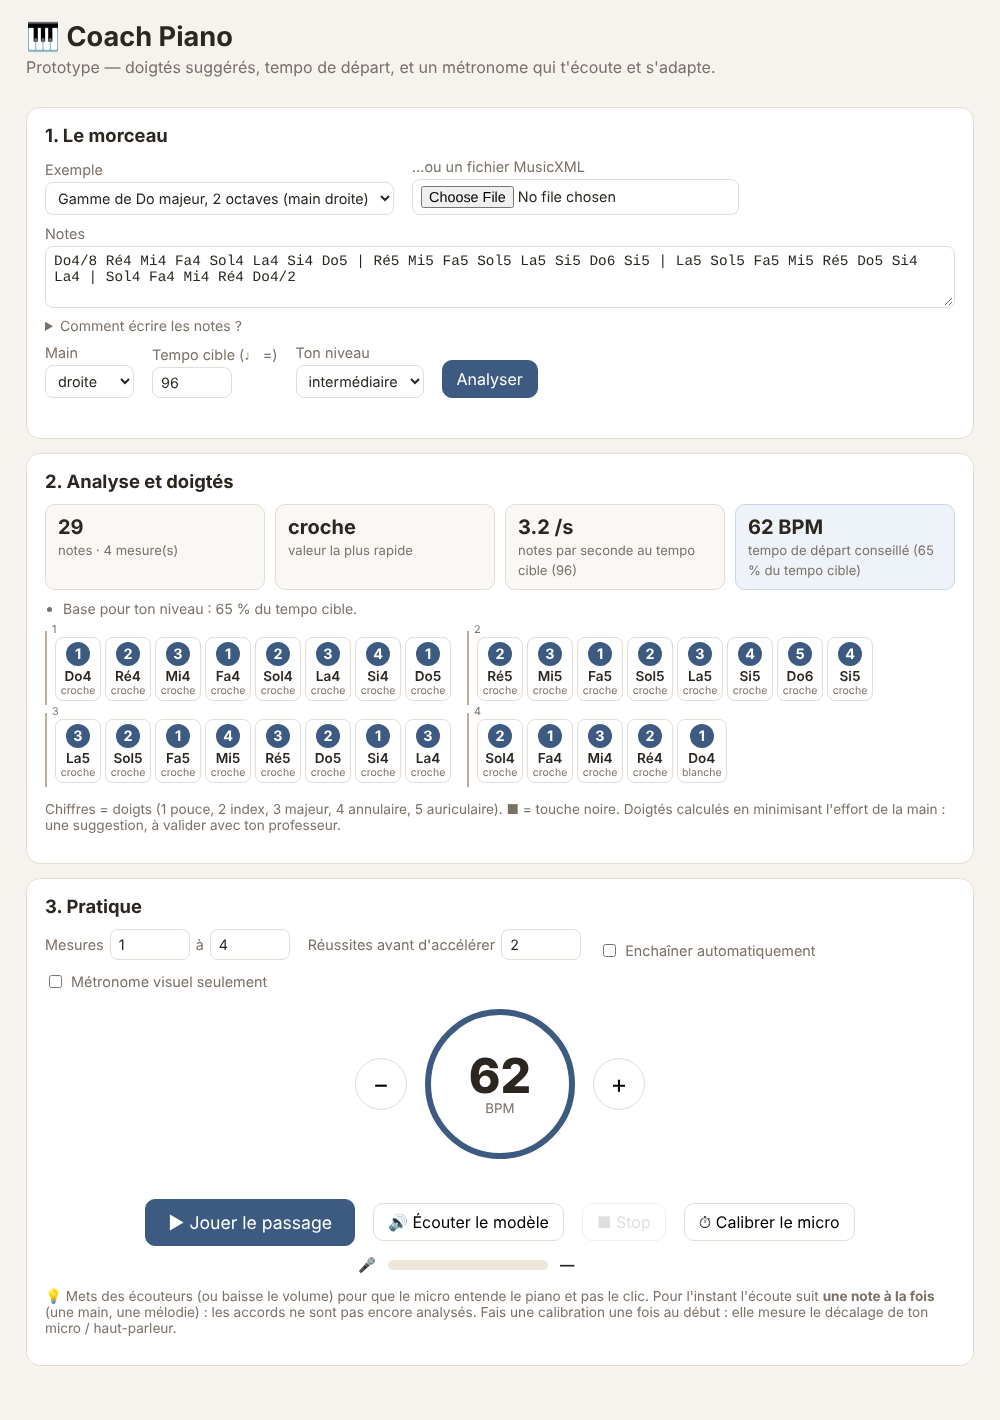 🎹 Coach Piano
Prototype — doigtés suggérés, tempo de départ, et un métronome qui t'écoute et s'adapte.
1. Le morceau
Exemple
...ou un fichier MusicXML
Gamme de Do majeur, 2 octaves (main droite)
Choose File No file chosen
Notes
Do4/8 Ré4 Mi4 Fa4 Sol4 La4 Si4 Do5 | Ré5 Mi5 Fa5 Sol5 La5 Si5 Do6 Si5 | La5 Sol5 Fa5 Mi5 Ré5 Do5 Si4
La4 | Sol4 Fa4 Mi4 Ré4 Do4/2
▶ Comment écrire les notes ?
Main
Tempo cible (♩ =)
Ton niveau
droite
96
intermédiaire
Analyser
2. Analyse et doigtés
29
notes · 4 mesure(s)
croche
valeur la plus rapide
3.2 /s
notes par seconde au tempo
cible (96)
62 BPM
tempo de départ conseillé (65
% du tempo cible)
• Base pour ton niveau : 65 % du tempo cible.
1
2
1 2 3 1 2 3 4 1 2 3 1 2 3 4 5 4
Do4 Ré4 Mi4 Fa4 Sol4 La4 Si4 Do5 Ré5 Mi5 Fa5 Sol5 La5 Si5 Do6 Si5
croche croche croche croche croche croche croche croche croche croche croche croche croche croche croche croche
3
4
3 2 1 4 3 2 1 3 2 1 3 2 1
La5 Sol5 Fa5 Mi5 Ré5 Do5 Si4 La4 Sol4 Fa4 Mi4 Ré4 Do4
croche croche croche croche croche croche croche croche croche croche croche croche blanche
Chiffres = doigts (1 pouce, 2 index, 3 majeur, 4 annulaire, 5 auriculaire). ■ = touche noire. Doigtés calculés en minimisant l'effort de la main :
une suggestion, à valider avec ton professeur.
3. Pratique
Mesures 1 à 4 Réussites avant d'accélérer 2 Enchaîner automatiquement
Métronome visuel seulement
− 62 +
BPM
▶ Jouer le passage
🔊 Écouter le modèle
■ Stop
⏱ Calibrer le micro
🎤 —
💡 Mets des écouteurs (ou baisse le volume) pour que le micro entende le piano et pas le clic. Pour l'instant l'écoute suit une note à la fois
(une main, une mélodie) : les accords ne sont pas encore analysés. Fais une calibration une fois au début : elle mesure le décalage de ton
micro / haut-parleur.